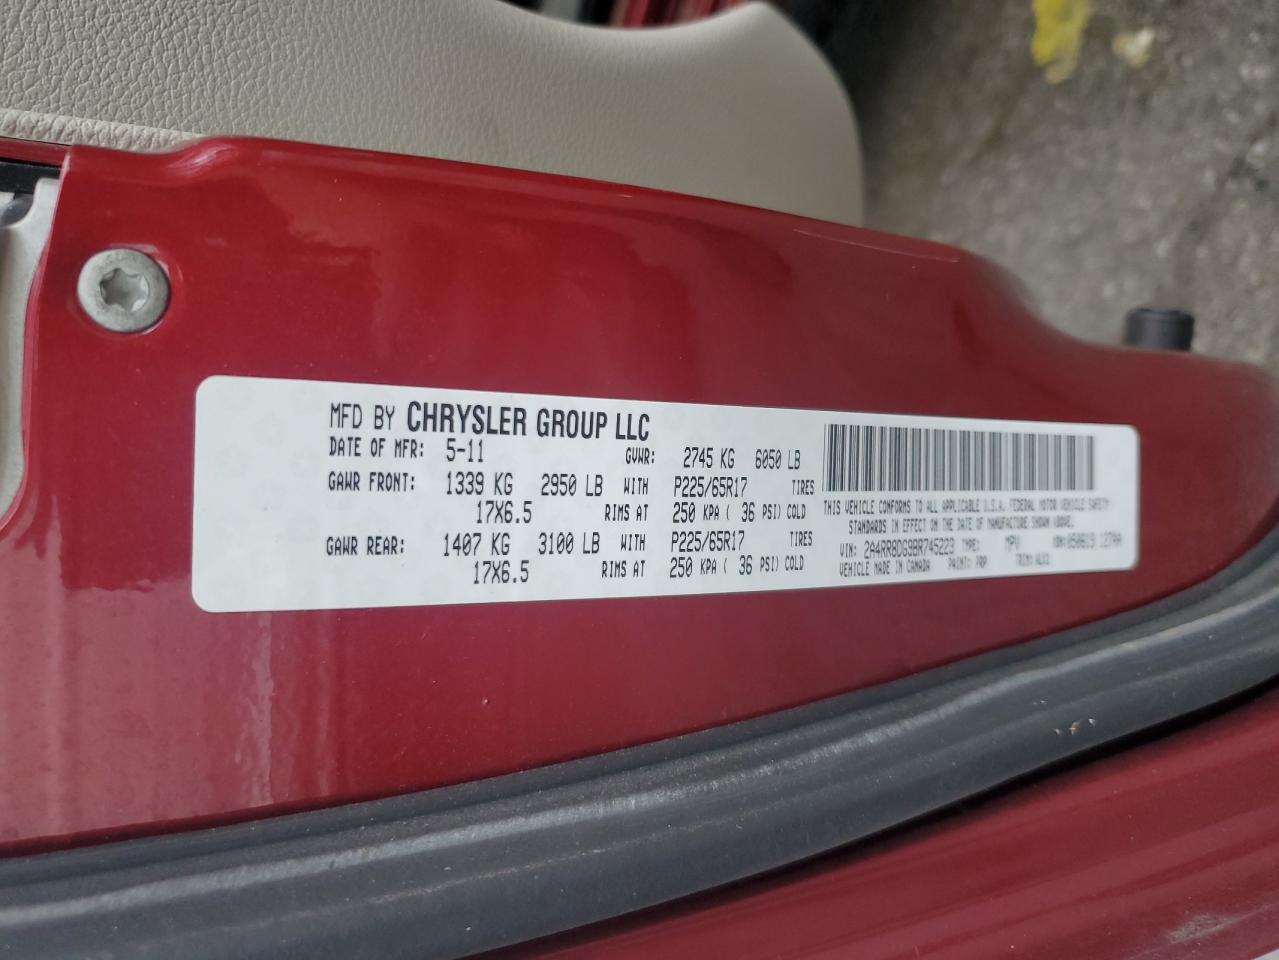 MFD BY CHRYSLER GROUP LLC
DATE OF MFR: 5-11 GVWR: 2745 KG 6050 LB
GAWR FRONT: 1339 KG 2950 LB WITH P225/65R17 TIRES
17X6.5 RIMS AT 250 KPA ( 36 PSI) COLD
GAWR REAR: 1407 KG 3100 LB WITH P225/65R17 TIRES
17X6.5 RIMS AT 250 KPA ( 36 PSI) COLD
THIS VEHICLE CONFORMS TO ALL APPLICABLE U.S.A. FEDERAL MOTOR VEHICLE SAFETY
STANDARDS IN EFFECT ON THE DATE OF MANUFACTURE SHOWN ABOVE.
VIN: 2A4RR8DG9BR745223 TYPE: MPV
VEHICLE MADE IN CANADA PAINT: PRP TRIM: